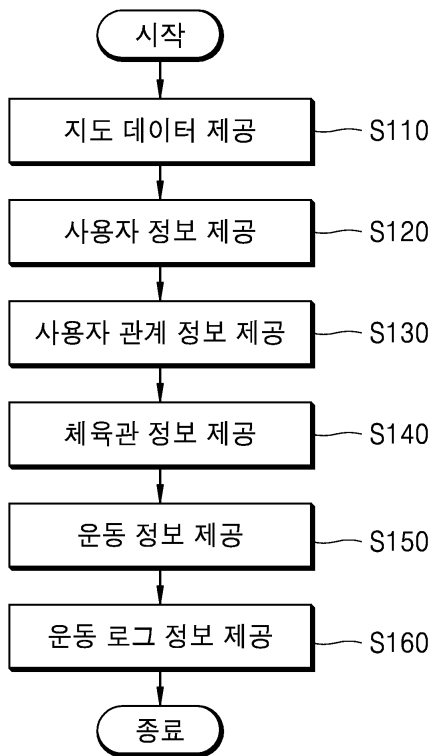 시작
지도 데이터 제공
S110
사용자 정보 제공
S120
사용자 관계 정보 제공
S130
체육관 정보 제공
S140
운동 정보 제공
S150
운동 로그 정보 제공
S160
종료